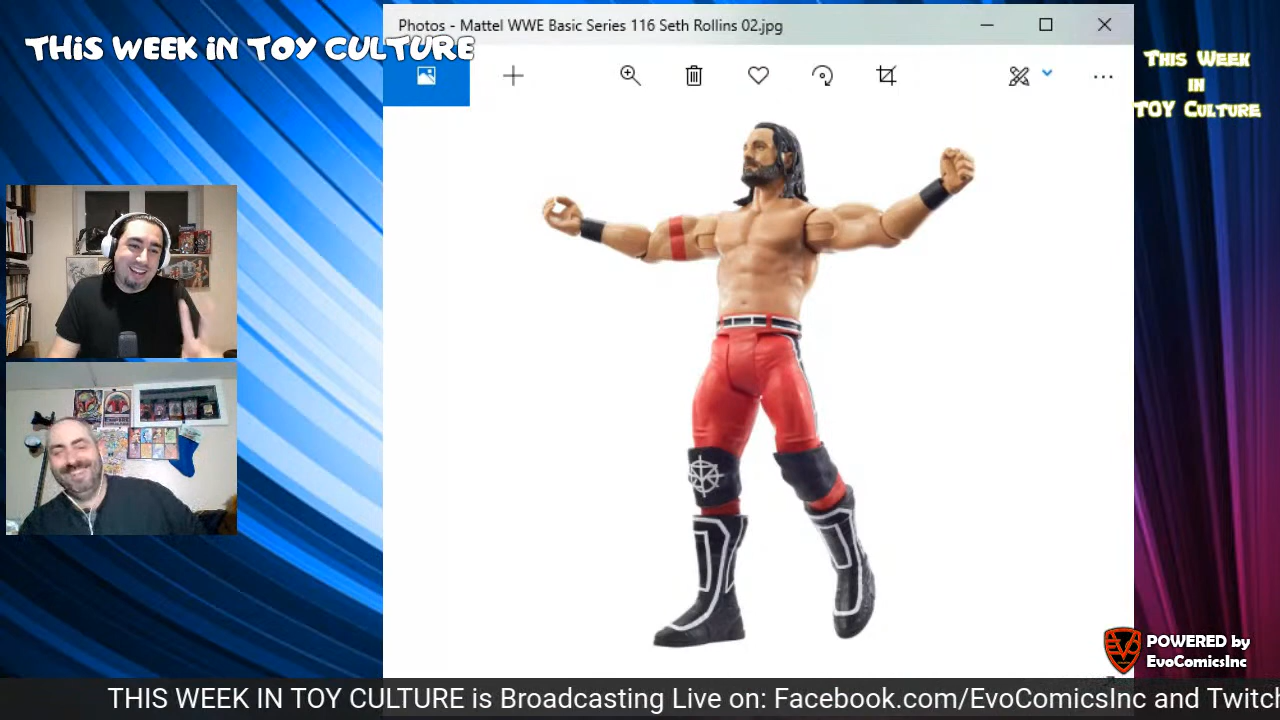 THiS WEEK iN TOY CULTURE
Photos - Mattel WWE Basic Series 116 Seth Rollins 02.jpg
This Week
in
TOY Culture
POWERED by
EvoComicsInc
THIS WEEK IN TOY CULTURE is Broadcasting Live on: Facebook.com/EvoComicsInc and Twitch